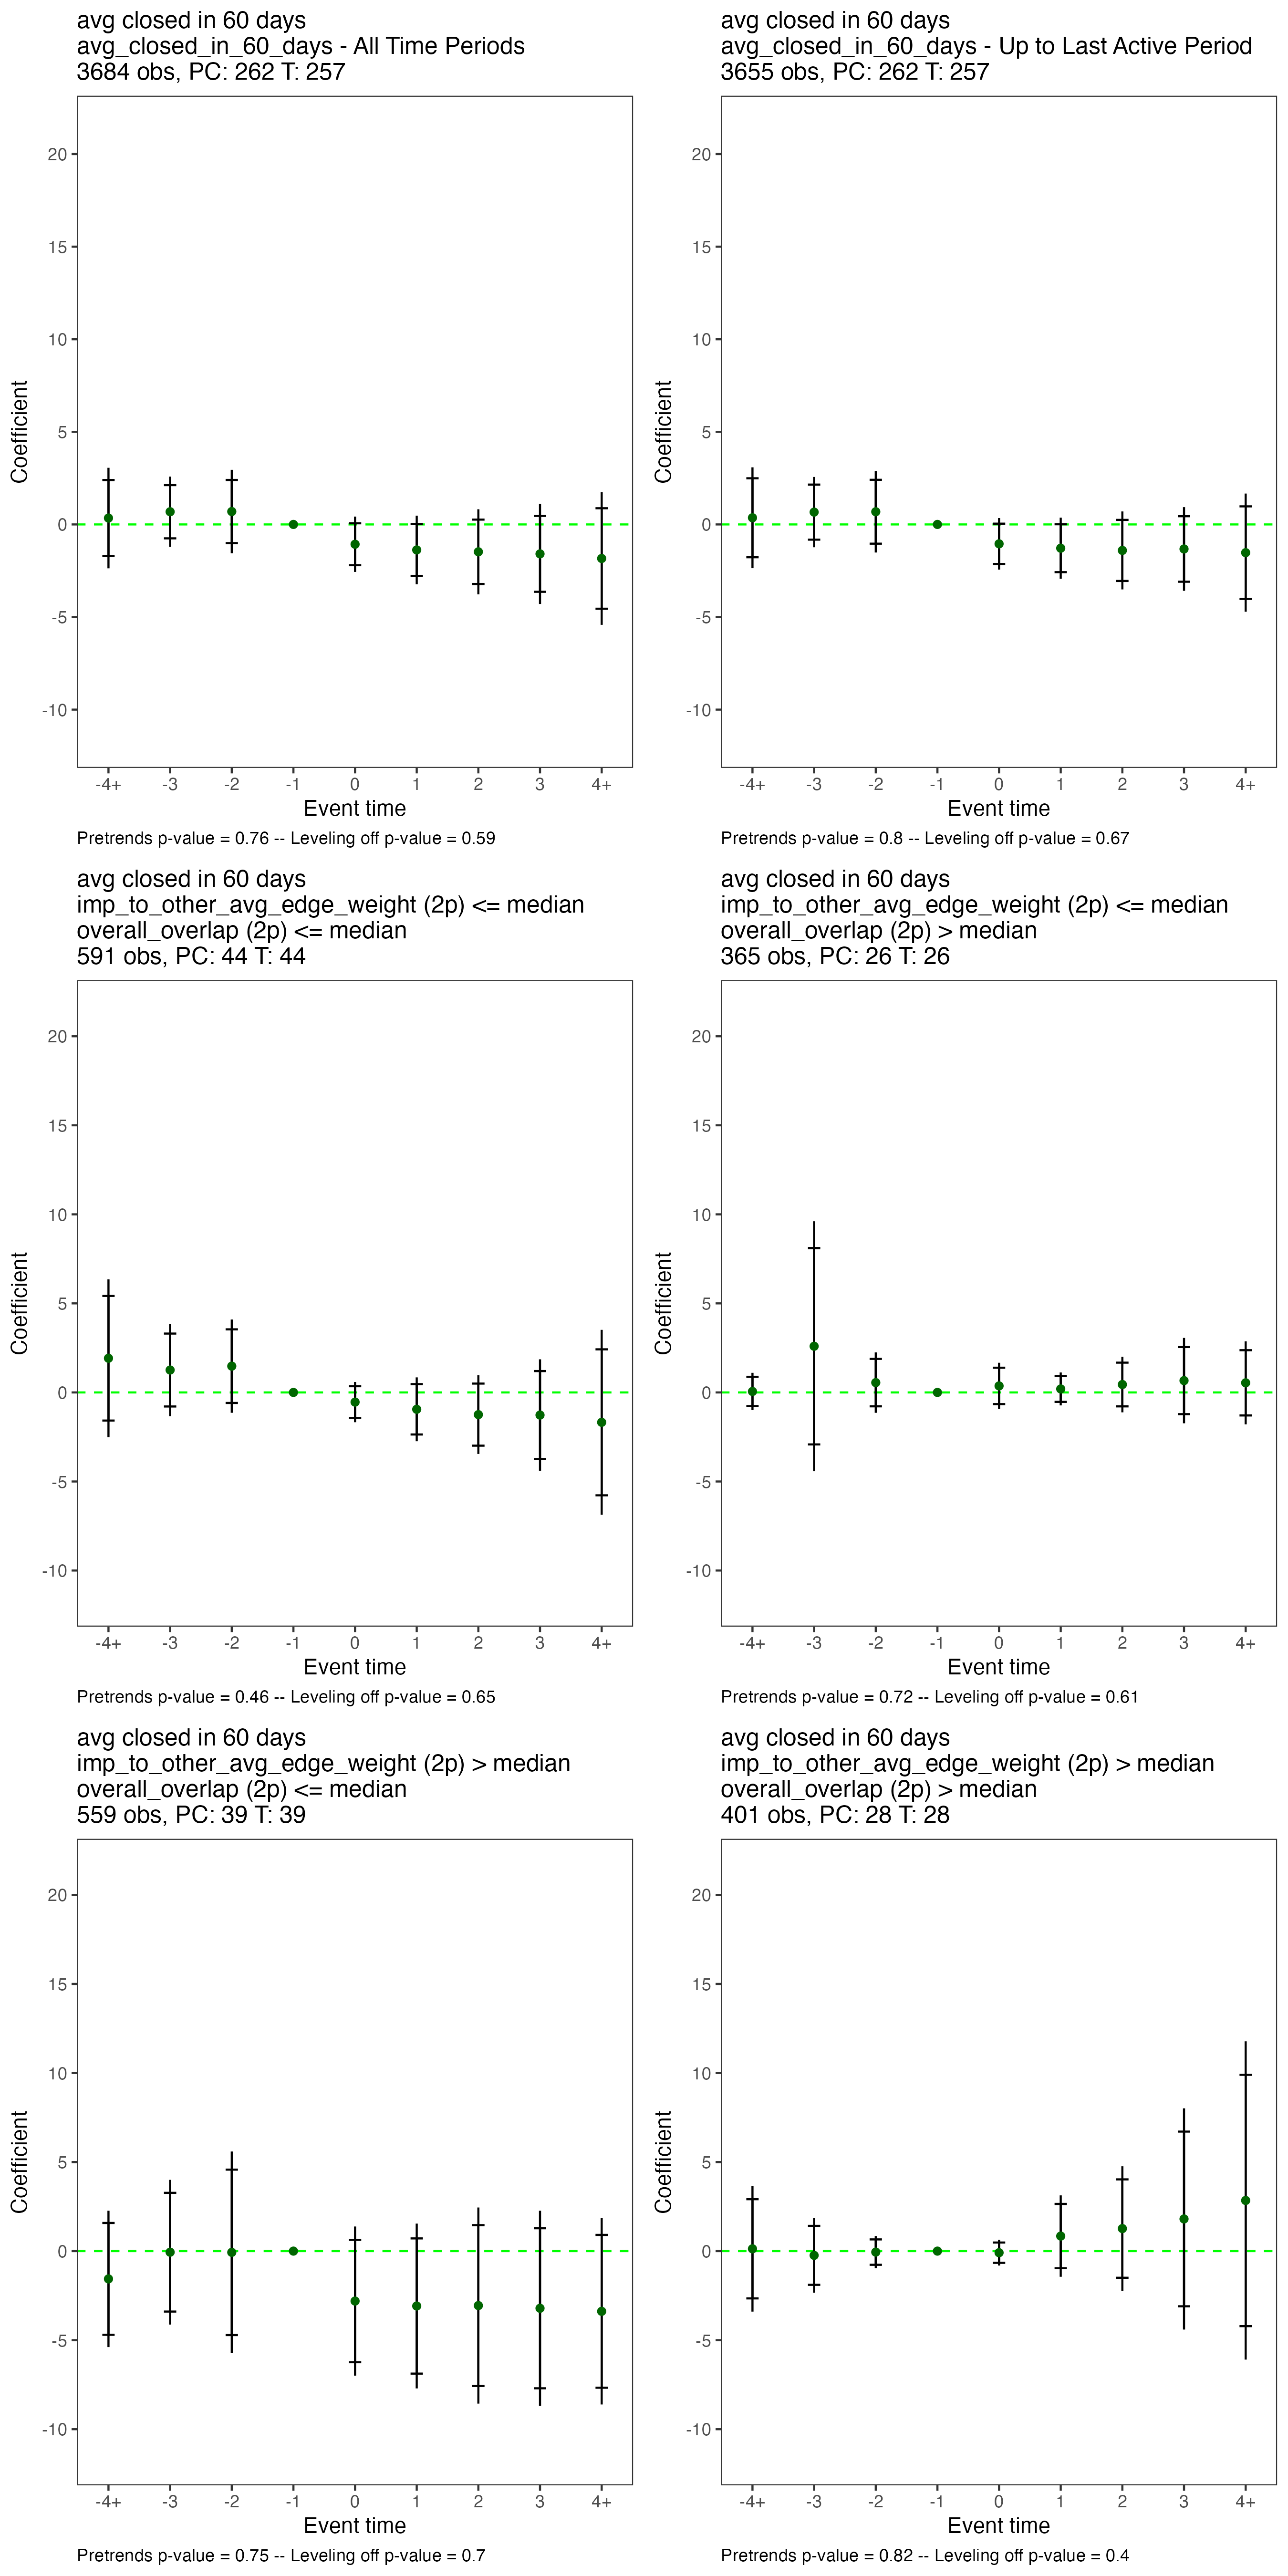 avg closed in 60 days
avg_closed_in_60_days - All Time Periods
3684 obs, PC: 262 T: 257
20
15
10
5
0
-5
-10
Coefficient
-4+ -3 -2 -1 0 1 2 3 4+
Event time
Pretrends p-value = 0.76 -- Leveling off p-value = 0.59
avg closed in 60 days
avg_closed_in_60_days - Up to Last Active Period
3655 obs, PC: 262 T: 257
20
15
10
5
0
-5
-10
Coefficient
-4+ -3 -2 -1 0 1 2 3 4+
Event time
Pretrends p-value = 0.8 -- Leveling off p-value = 0.67
avg closed in 60 days
imp_to_other_avg_edge_weight (2p) <= median
overall_overlap (2p) <= median
591 obs, PC: 44 T: 44
20
15
10
5
0
-5
-10
Coefficient
-4+ -3 -2 -1 0 1 2 3 4+
Event time
Pretrends p-value = 0.46 -- Leveling off p-value = 0.65
avg closed in 60 days
imp_to_other_avg_edge_weight (2p) <= median
overall_overlap (2p) > median
365 obs, PC: 26 T: 26
20
15
10
5
0
-5
-10
Coefficient
-4+ -3 -2 -1 0 1 2 3 4+
Event time
Pretrends p-value = 0.72 -- Leveling off p-value = 0.61
avg closed in 60 days
imp_to_other_avg_edge_weight (2p) > median
overall_overlap (2p) <= median
559 obs, PC: 39 T: 39
20
15
10
5
0
-5
-10
Coefficient
-4+ -3 -2 -1 0 1 2 3 4+
Event time
Pretrends p-value = 0.75 -- Leveling off p-value = 0.7
avg closed in 60 days
imp_to_other_avg_edge_weight (2p) > median
overall_overlap (2p) > median
401 obs, PC: 28 T: 28
20
15
10
5
0
-5
-10
Coefficient
-4+ -3 -2 -1 0 1 2 3 4+
Event time
Pretrends p-value = 0.82 -- Leveling off p-value = 0.4